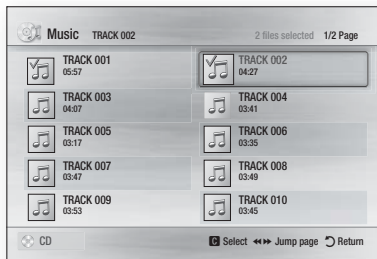 Music TRACK 002 2 files selected 1/2 Page
TRACK 001 TRACK 002
05:57 04:27
TRACK 003 TRACK 004
04:07 03:41
TRACK 005 TRACK 006
03:17 03:35
TRACK 007 TRACK 008
03:47 03:49
TRACK 009 TRACK 010
03:53 03:45
CD C Select Jump page Return